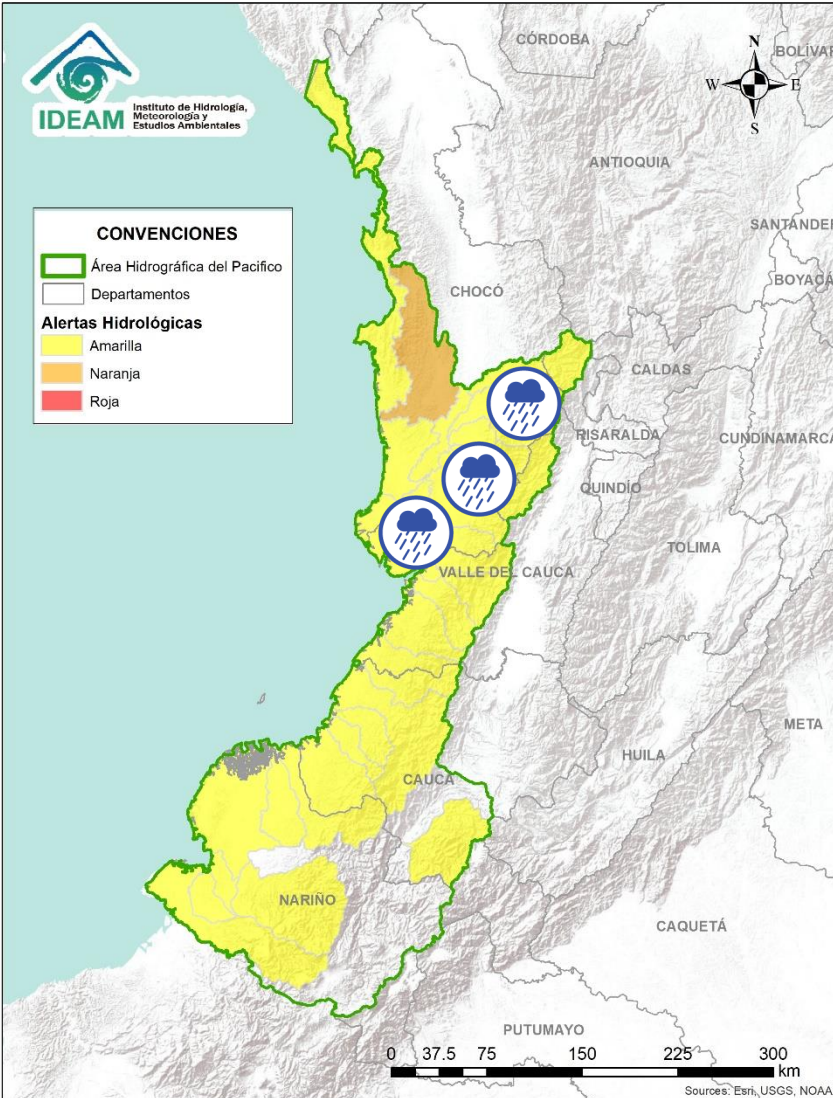 IDEAM
Instituto de Hidrología,
Meteorología y
Estudios Ambientales
N
W
E
S
CÓRDOBA
BOLÍVAR
ANTIOQUIA
SANTANDER
BOYACÁ
CHOCÓ
CALDAS
RISARALDA
CUNDINAMARCA
QUINDÍO
TOLIMA
VALLE DEL CAUCA
META
HUILA
CAUCA
NARIÑO
CAQUETÁ
PUTUMAYO
CONVENCIONES
Área Hidrográfica del Pacifico
Departamentos
Alertas Hidrológicas
Amarilla
Naranja
Roja
0 37.5 75 150 225 300
km
Sources: Esri, USGS, NOAA